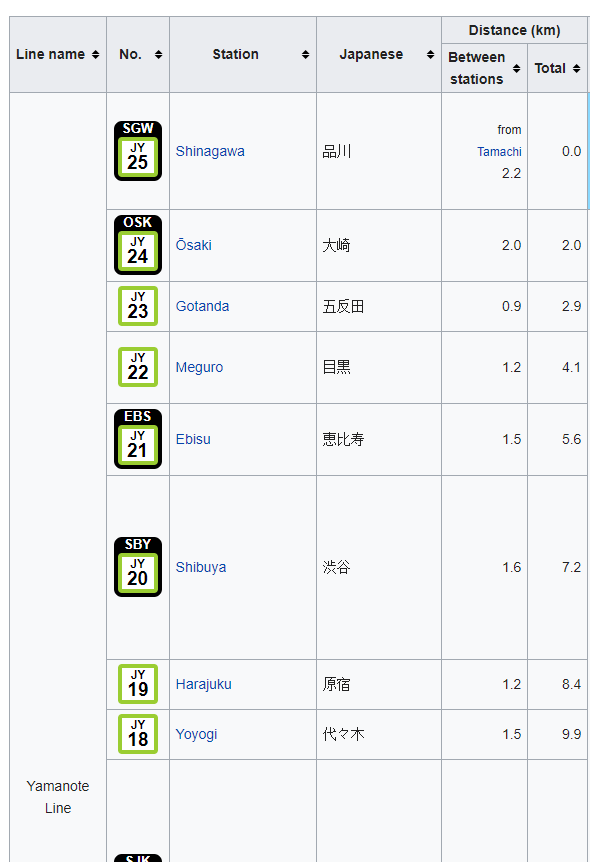 Distance (km)
Line name No. Station Japanese Between stations Total
SGW
JY
25
Shinagawa 品川 from Tamachi 2.2 0.0
OSK
JY
24
Ōsaki 大崎 2.0 2.0
JY
23
Gotanda 五反田 0.9 2.9
JY
22
Meguro 目黒 1.2 4.1
EBS
JY
21
Ebisu 恵比寿 1.5 5.6
SBY
JY
20
Shibuya 渋谷 1.6 7.2
JY
19
Harajuku 原宿 1.2 8.4
JY
18
Yoyogi 代々木 1.5 9.9
Yamanote
Line
SJK